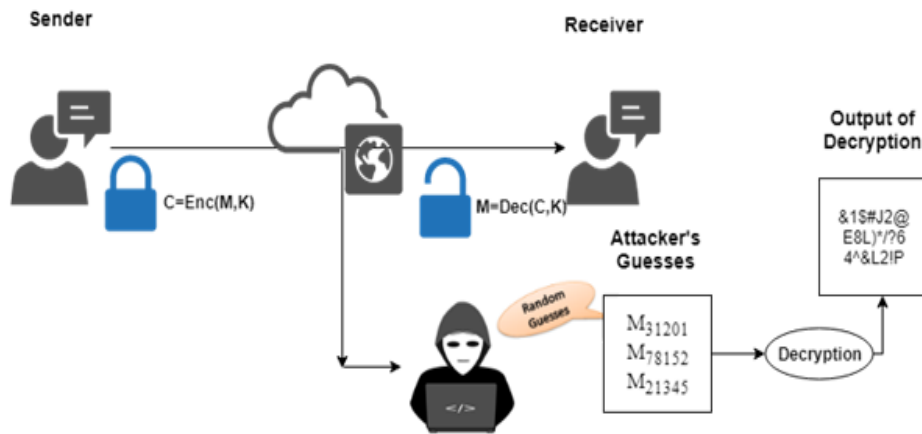 Sender
Receiver
C=Enc(M,K)
M=Dec(C,K)
Output of
Decryption
&1$#J2@
E8L)*/?6
4^&L2!P
Attacker's
Guesses
Random
Guesses
M31201
M78152
M21345
Decryption
</>